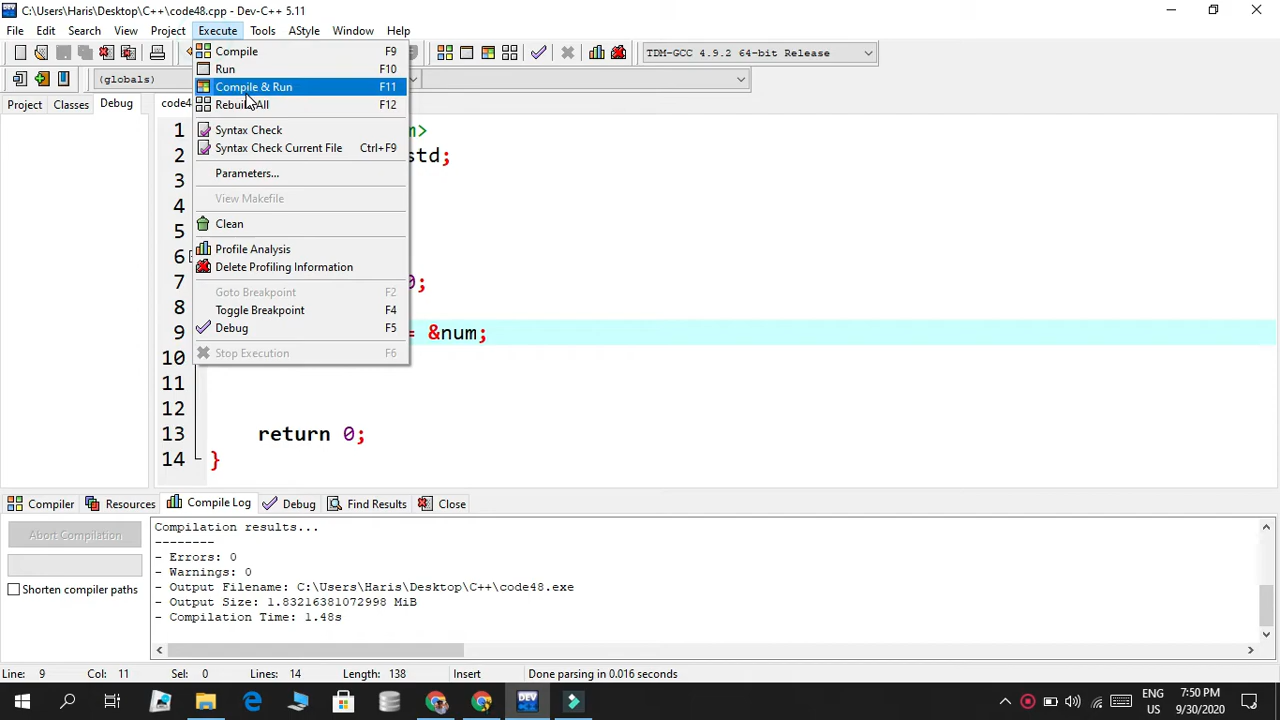 C:\Users\Haris\Desktop\C++\code48.cpp - Dev-C++ 5.11
File Edit Search View Project Execute Tools AStyle Window Help
TDM-GCC 4.9.2 64-bit Release
(globals)
Project Classes Debug
Compile F9
Run F10
Compile & Run F11
Rebuild All F12
Syntax Check
Syntax Check Current File Ctrl+F9
Parameters...
View Makefile
Clean
Profile Analysis
Delete Profiling Information
Goto Breakpoint F2
Toggle Breakpoint F4
Debug F5
Stop Execution F6
1 m>
2 std;
3
4
5
6
7 0;
8
9 = &num;
10
11
12
13 return 0;
14 }
Compiler Resources Compile Log Debug Find Results Close
Abort Compilation
Shorten compiler paths
Compilation results...
--------
- Errors: 0
- Warnings: 0
- Output Filename: C:\Users\Haris\Desktop\C++\code48.exe
- Output Size: 1.83216381072998 MiB
- Compilation Time: 1.48s
Line: 9 Col: 11 Sel: 0 Lines: 14 Length: 138 Insert Done parsing in 0.016 seconds
DEV
ENG
US
7:50 PM
9/30/2020